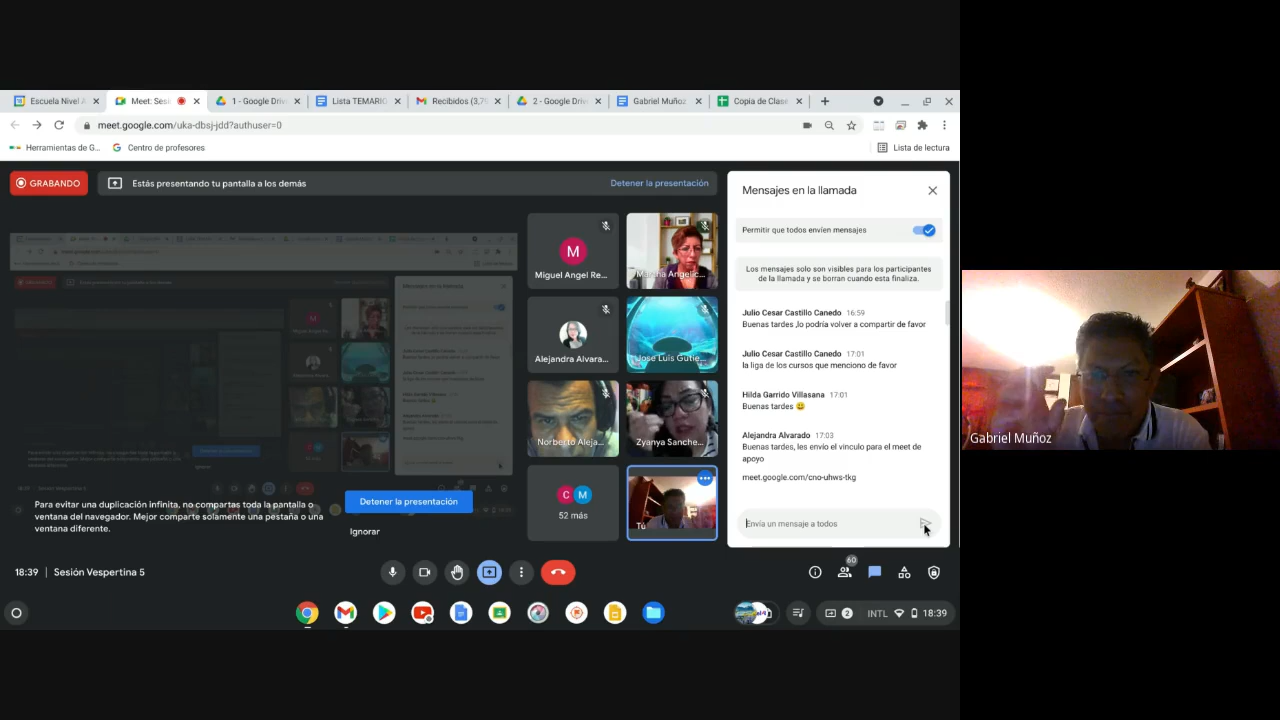 Escuela Nivel A
Meet: Sesi
1 - Google Driv
Lista TEMARIO
Recibidos (3,79
2 - Google Driv
Gabriel Muñoz
Copia de Clase
meet.google.com/uka-dbsj-jdd?authuser=0
Herramientas de G...
Centro de profesores
Lista de lectura
GRABANDO
Estás presentando tu pantalla a los demás
Detener la presentación
Mensajes en la llamada
Permitir que todos envíen mensajes
Los mensajes solo son visibles para los participantes
de la llamada y se borran cuando esta finaliza.
Julio Cesar Castillo Canedo 16:59
Buenas tardes ,lo podría volver a compartir de favor
Julio Cesar Castillo Canedo 17:01
la liga de los cursos que menciono de favor
Hilda Garrido Villasana 17:01
Buenas tardes 😀
Alejandra Alvarado 17:03
Buenas tardes, les envío el vinculo para el meet de
apoyo
meet.google.com/cno-uhws-tkg
Envía un mensaje a todos
M
Miguel Angel Re...
Martha Angelic...
Alejandra Alvara...
Jose Luis Gutie...
Norberto Aleja...
Zyanya Sanche...
C M
52 más
Tú
Para evitar una duplicación infinita, no compartas toda la pantalla o
ventana del navegador. Mejor comparte solamente una pestaña o una
ventana diferente.
Detener la presentación
Ignorar
18:39 | Sesión Vespertina 5
60
2
INTL
18:39
Gabriel Muñoz